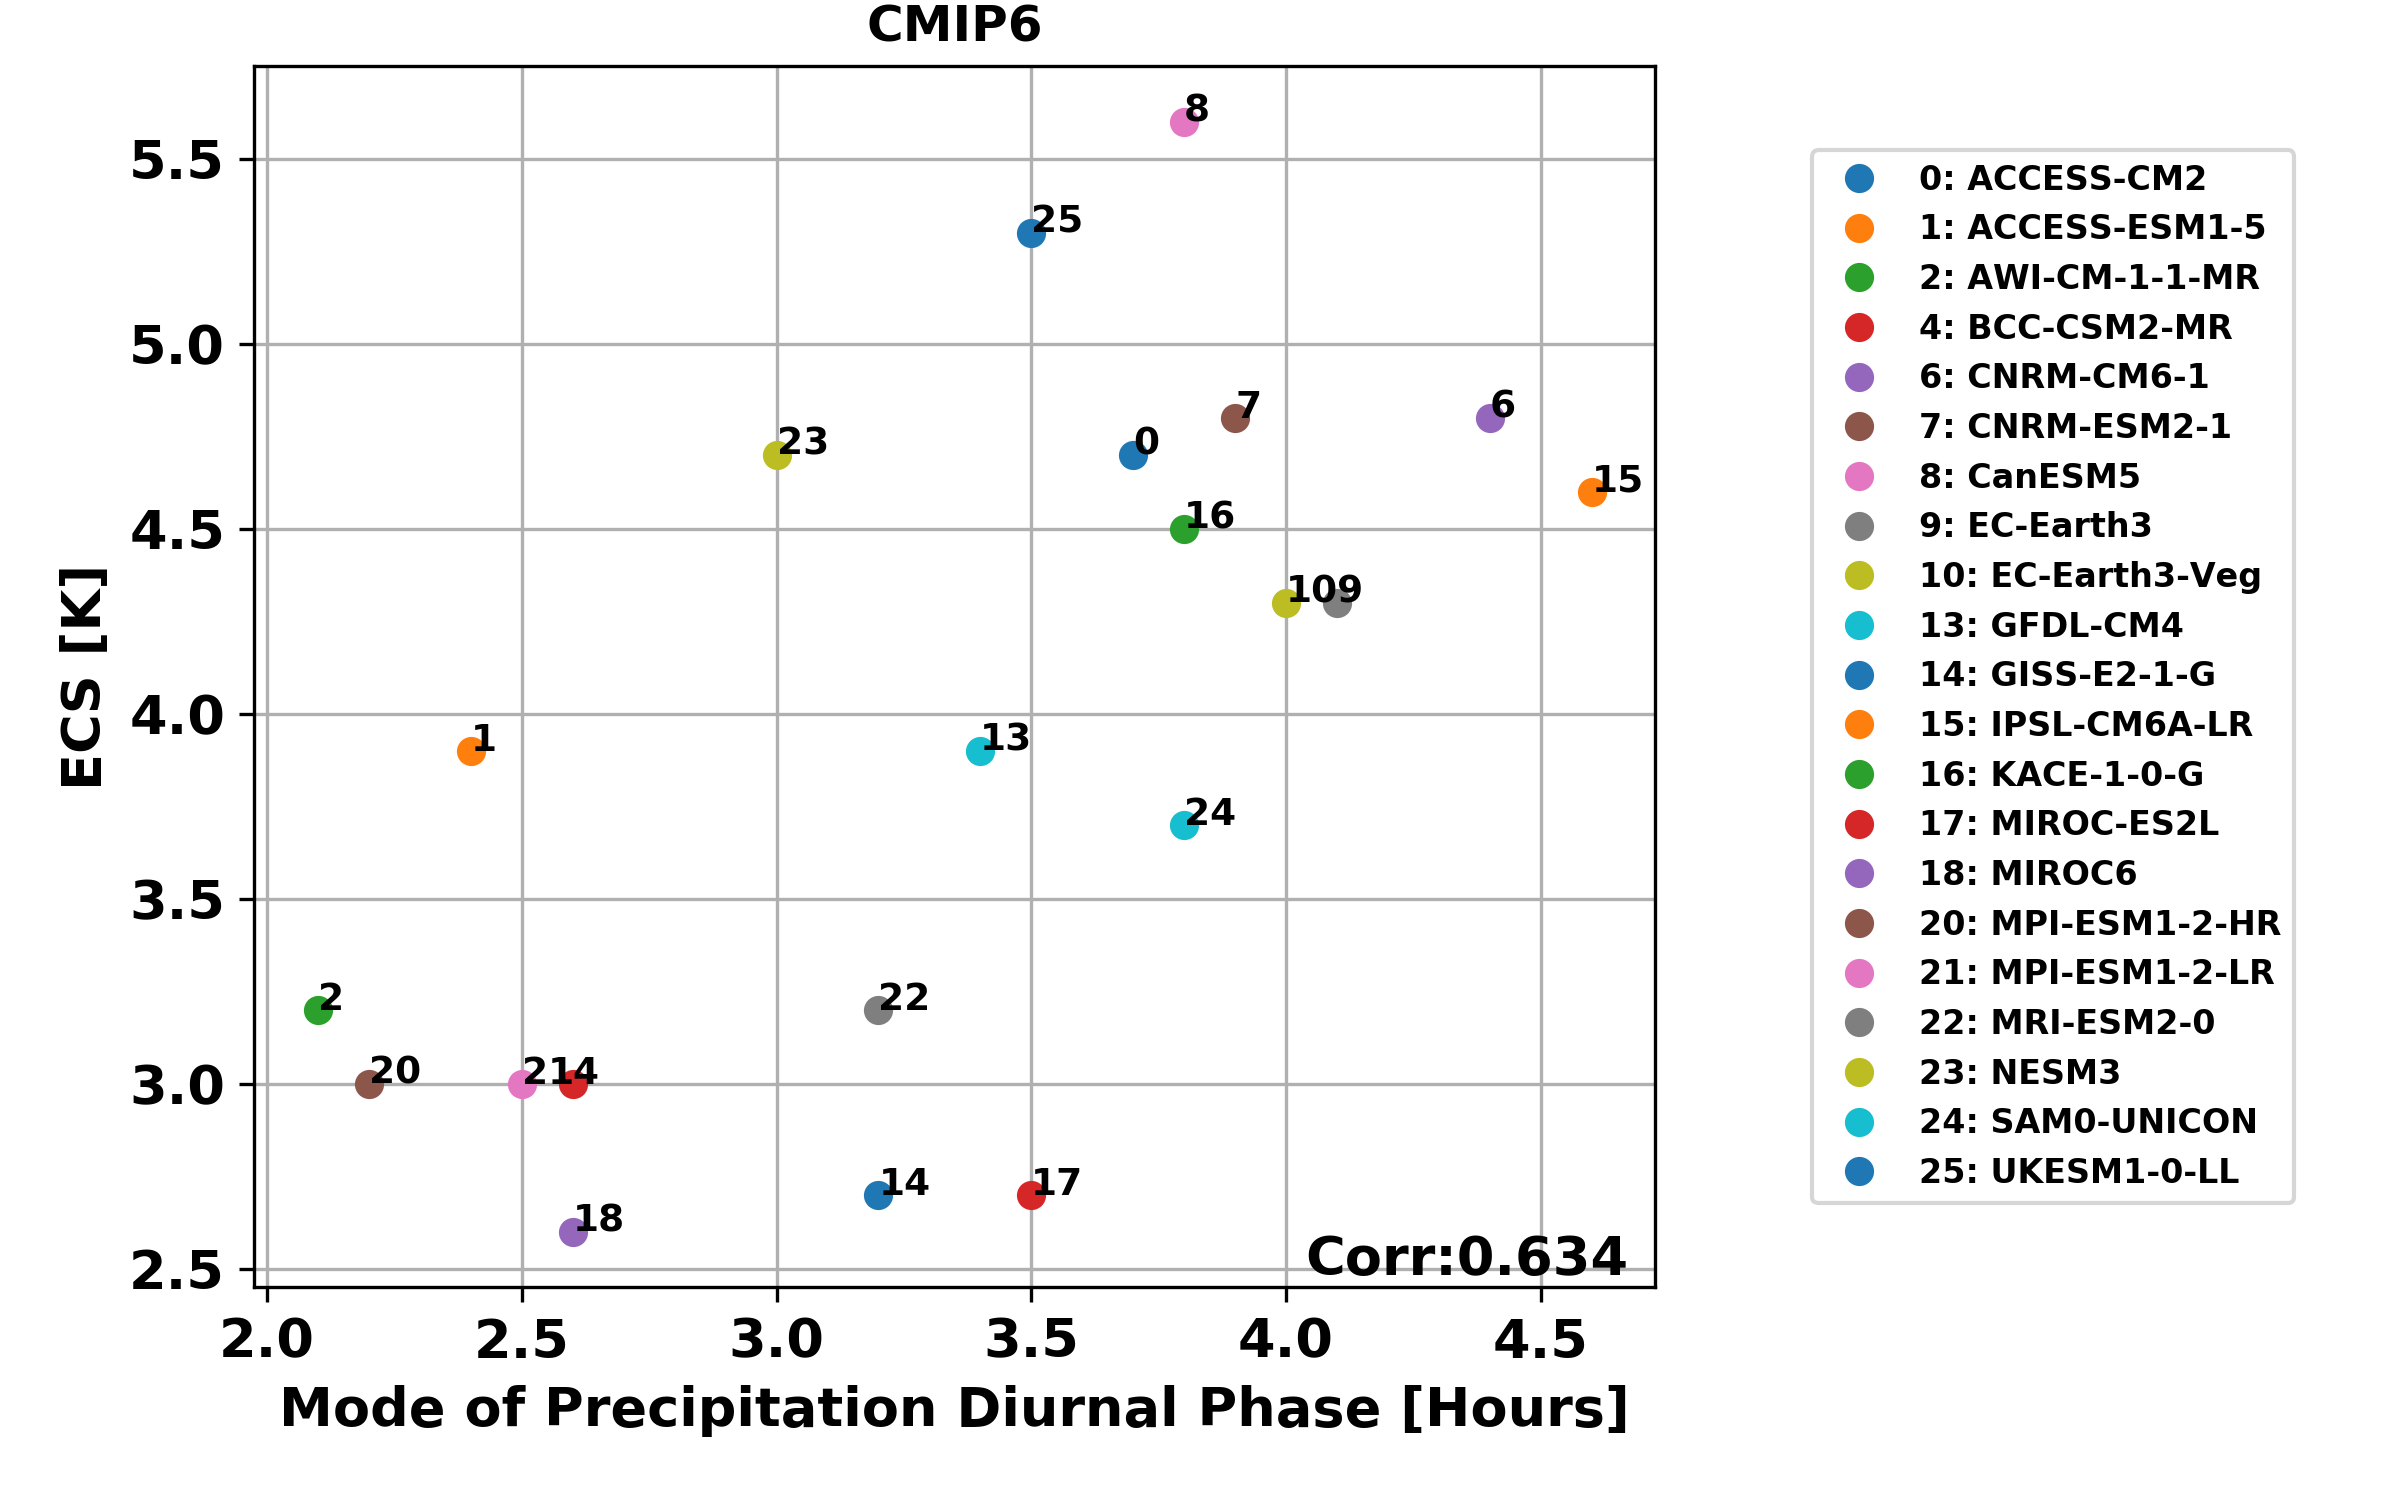 CMIP6
8
5.5
25
5.0
7
6
23
0
15
16
4.5
10
9
ECS [K]
4.0
1
13
24
3.5
2
22
3.0
20
21
4
14
17
18
2.5
Corr:0.634
2.0
2.5
3.0
3.5
4.0
4.5
Mode of Precipitation Diurnal Phase [Hours]
0: ACCESS-CM2
1: ACCESS-ESM1-5
2: AWI-CM-1-1-MR
4: BCC-CSM2-MR
6: CNRM-CM6-1
7: CNRM-ESM2-1
8: CanESM5
9: EC-Earth3
10: EC-Earth3-Veg
13: GFDL-CM4
14: GISS-E2-1-G
15: IPSL-CM6A-LR
16: KACE-1-0-G
17: MIROC-ES2L
18: MIROC6
20: MPI-ESM1-2-HR
21: MPI-ESM1-2-LR
22: MRI-ESM2-0
23: NESM3
24: SAM0-UNICON
25: UKESM1-0-LL